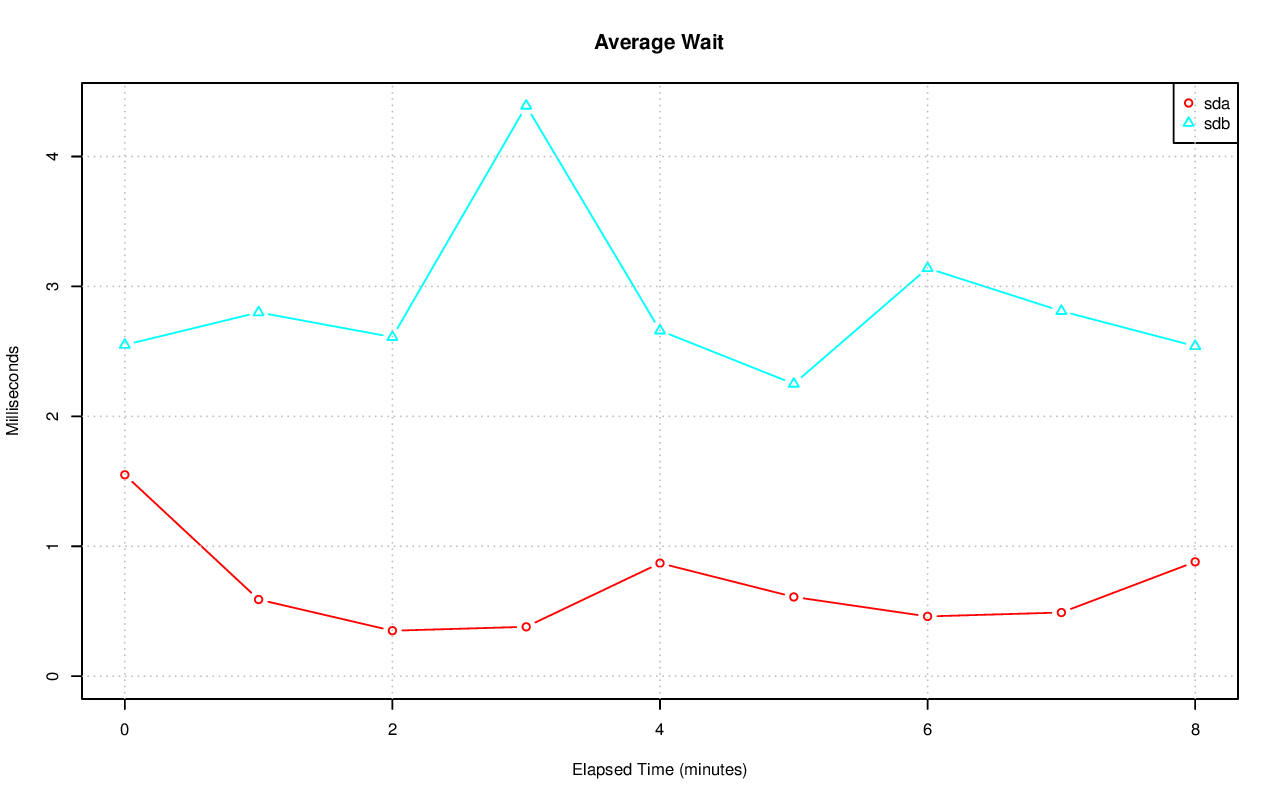 Average Wait
sda
sdb
4
3
2
1
0
Milliseconds
0 2 4 6 8
Elapsed Time (minutes)